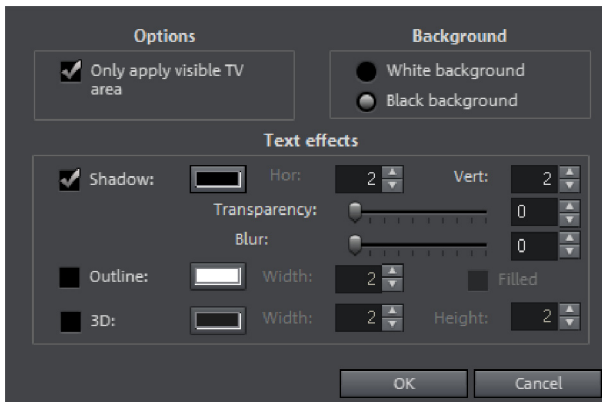 Options
Background
Only apply visible TV
area
White background
Black background
Text effects
Shadow: Hor: 2 Vert: 2
Transparency: 0
Blur: 0
Outline: Width: 2 Filled
3D: Width: 2 Height: 2
OK Cancel